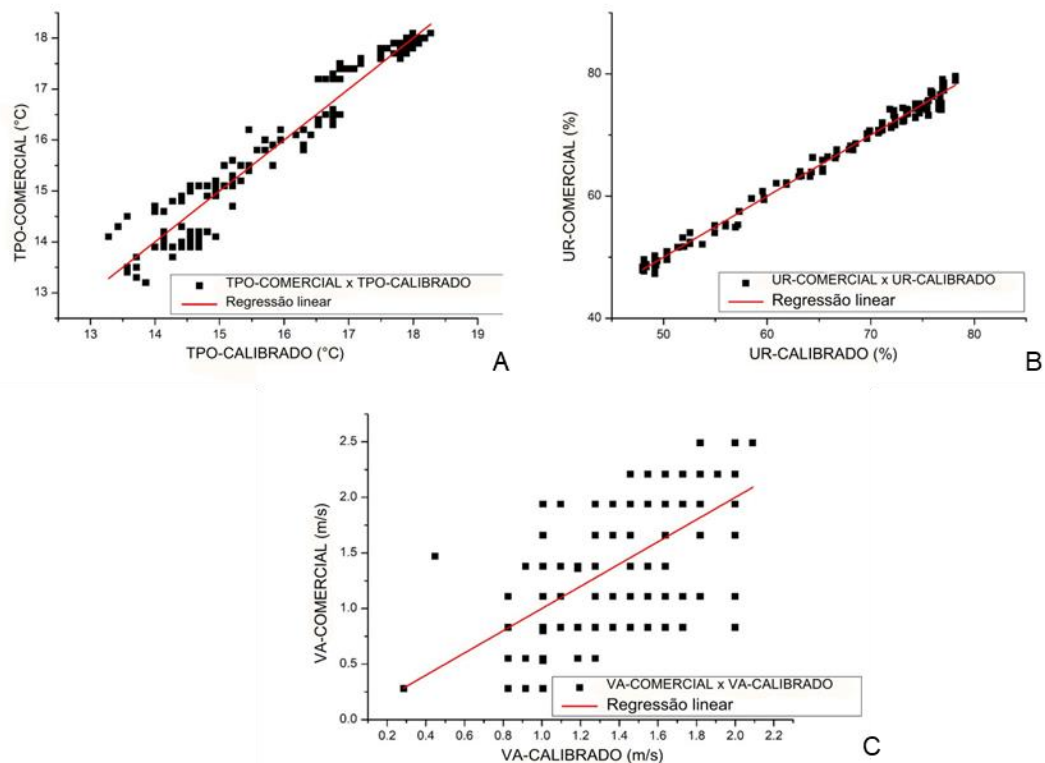 TPO-COMERCIAL (°C)
18
17
16
15
14
13
TPO-COMERCIAL x TPO-CALIBRADO
Regressão linear
13 14 15 16 17 18 19
TPO-CALIBRADO (°C)
A
UR-COMERCIAL (%)
80
60
40
UR-COMERCIAL x UR-CALIBRADO
Regressão linear
50 60 70 80
UR-CALIBRADO (%)
B
VA-COMERCIAL (m/s)
2.5
2.0
1.5
1.0
0.5
0.0
VA-COMERCIAL x VA-CALIBRADO
Regressão linear
0.2 0.4 0.6 0.8 1.0 1.2 1.4 1.6 1.8 2.0 2.2
VA-CALIBRADO (m/s)
C